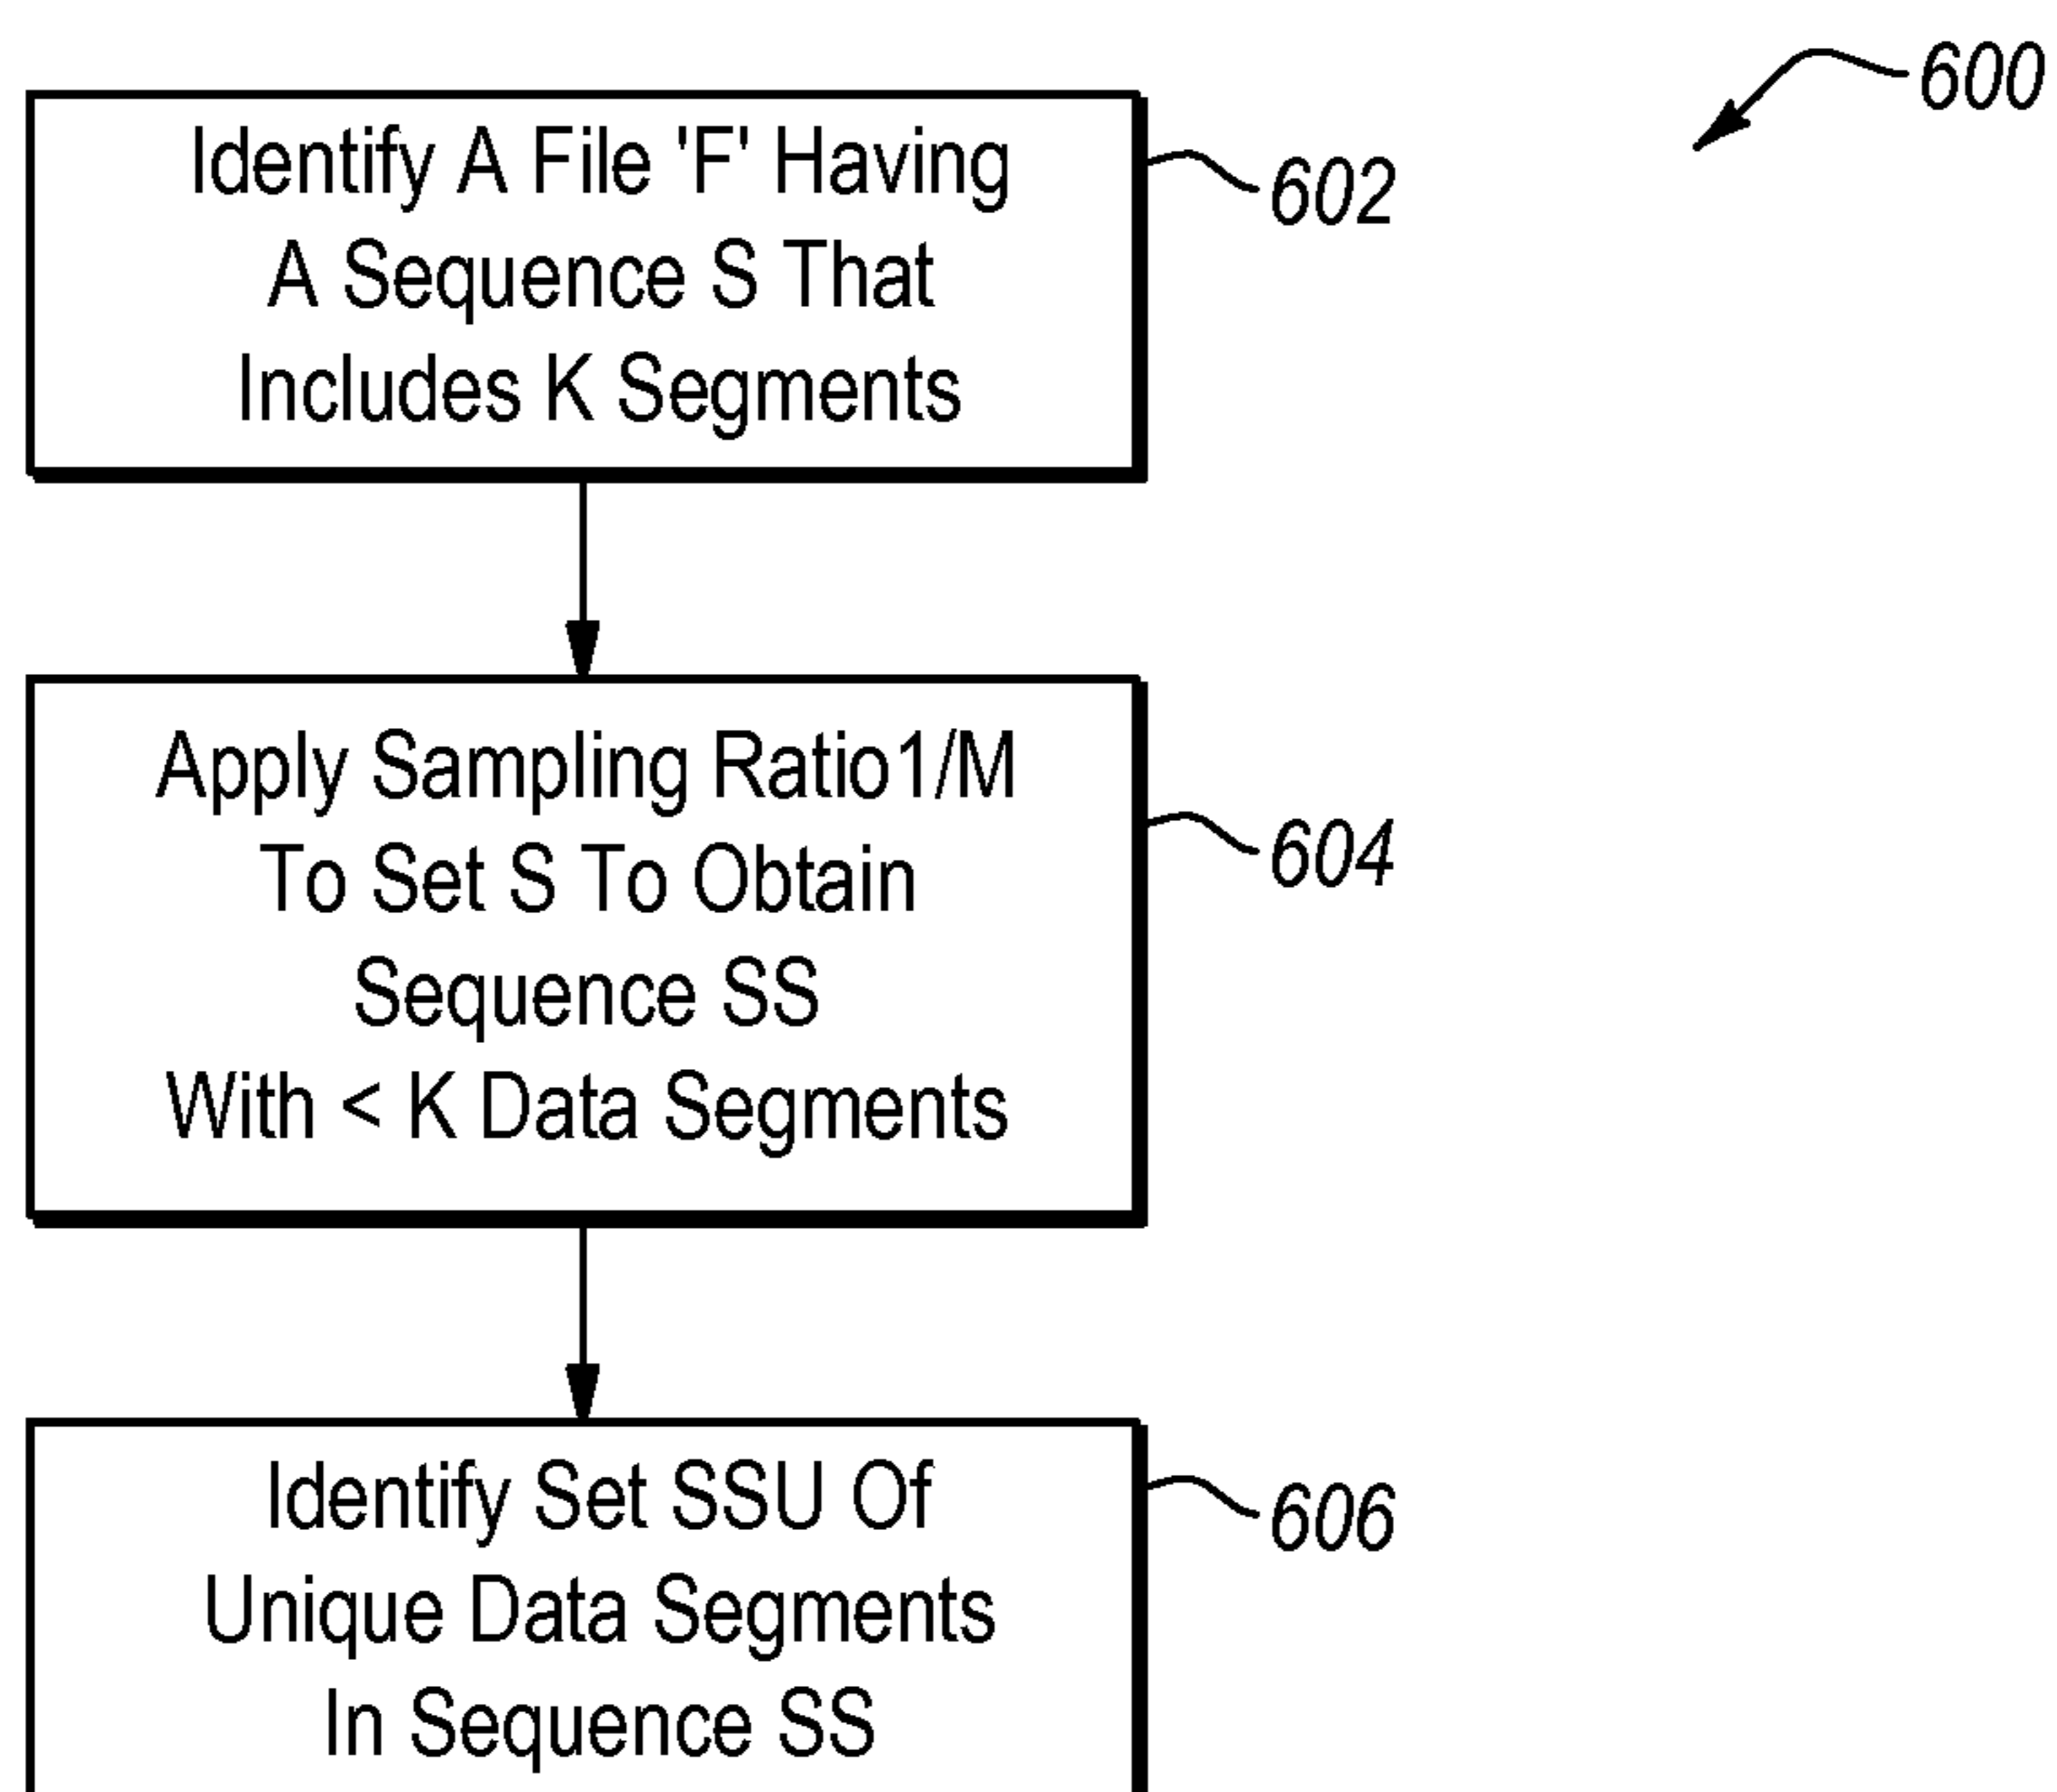 600
Identify A File 'F' Having
A Sequence S That
Includes K Segments
602
Apply Sampling Ratio1/M
To Set S To Obtain
Sequence SS
With < K Data Segments
604
Identify Set SSU Of
Unique Data Segments
In Sequence SS
606